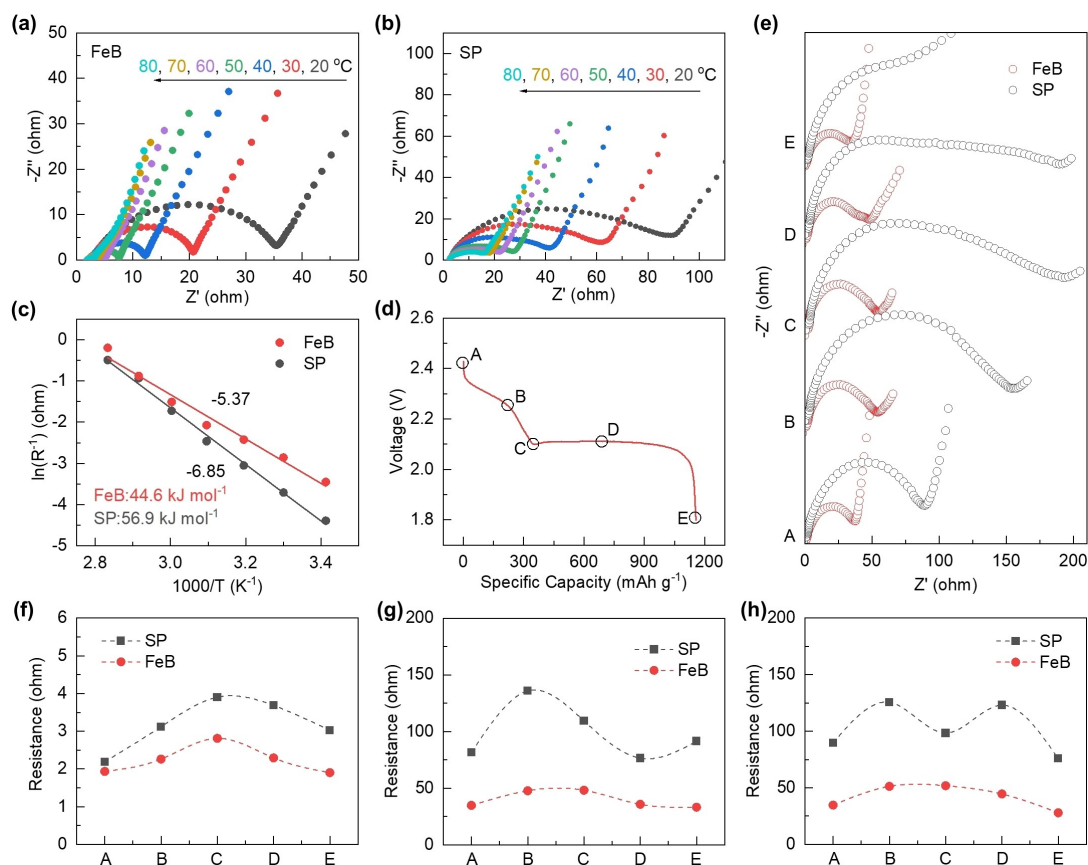 (a)
FeB
80, 70, 60, 50, 40, 30, 20 ºC
50
40
30
20
10
0
-Z'' (ohm)
0 10 20 30 40 50
Z' (ohm)
(b)
SP
80, 70, 60, 50, 40, 30, 20 ºC
100
80
60
40
20
0
-Z'' (ohm)
0 20 40 60 80 100
Z' (ohm)
(c)
FeB
SP
-5.37
-6.85
FeB:44.6 kJ mol⁻¹
SP:56.9 kJ mol⁻¹
0
-1
-2
-3
-4
-5
ln(R⁻¹) (ohm)
2.8 3.0 3.2 3.4
1000/T (K⁻¹)
(d)
A
B
C
D
E
2.6
2.4
2.2
2.0
1.8
Voltage (V)
0 300 600 900 1200
Specific Capacity (mAh g⁻¹)
(e)
FeB
SP
E
D
C
B
A
-Z'' (ohm)
0 50 100 150 200
Z' (ohm)
(f)
SP
FeB
6
5
4
3
2
1
0
Resistance (ohm)
A B C D E
(g)
SP
FeB
200
150
100
50
0
Resistance (ohm)
A B C D E
(h)
SP
FeB
200
150
100
50
0
Resistance (ohm)
A B C D E